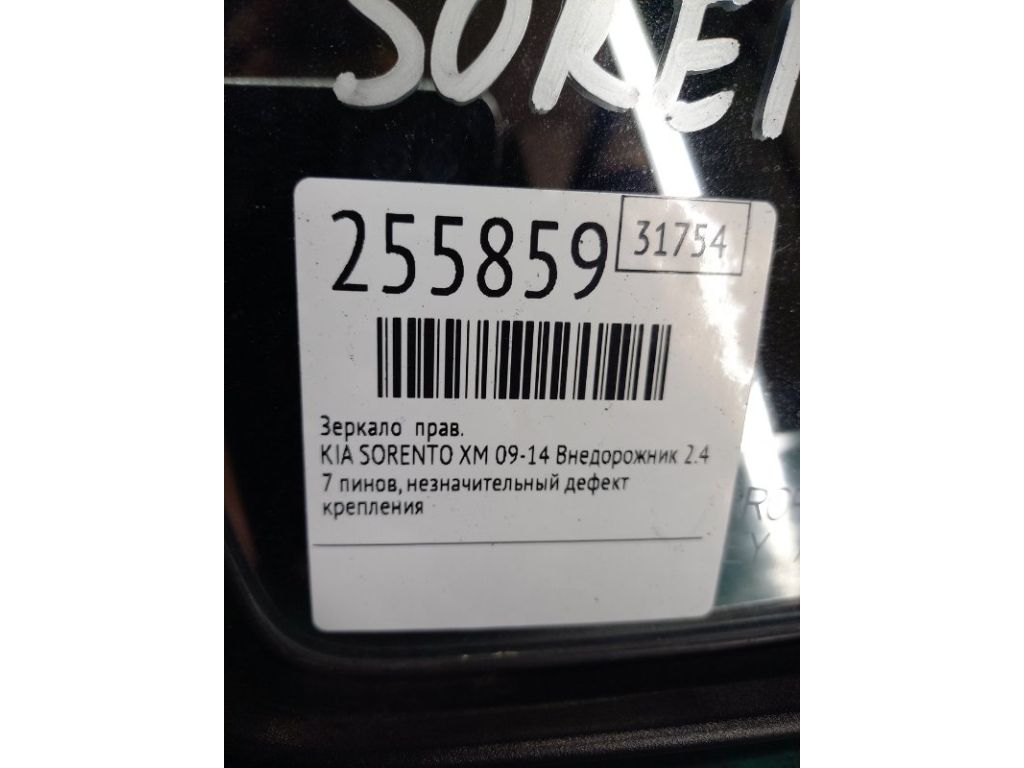 SORE
255859
31754
Зеркало прав.
KIA SORENTO XM 09-14 Внедорожник 2.4
7 пинов, незначительный дефект
крепления